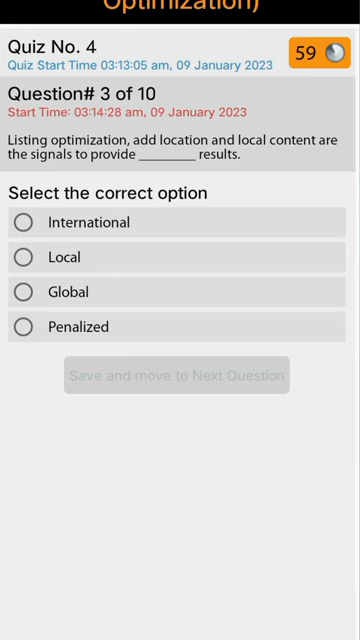 Optimization)
Quiz No. 4
59
Quiz Start Time 03:13:05 am, 09 January 2023
Question# 3 of 10
Start Time: 03:14:28 am, 09 January 2023
Listing optimization, add location and local content are
the signals to provide ________ results.
Select the correct option
International
Local
Global
Penalized
Save and move to Next Question